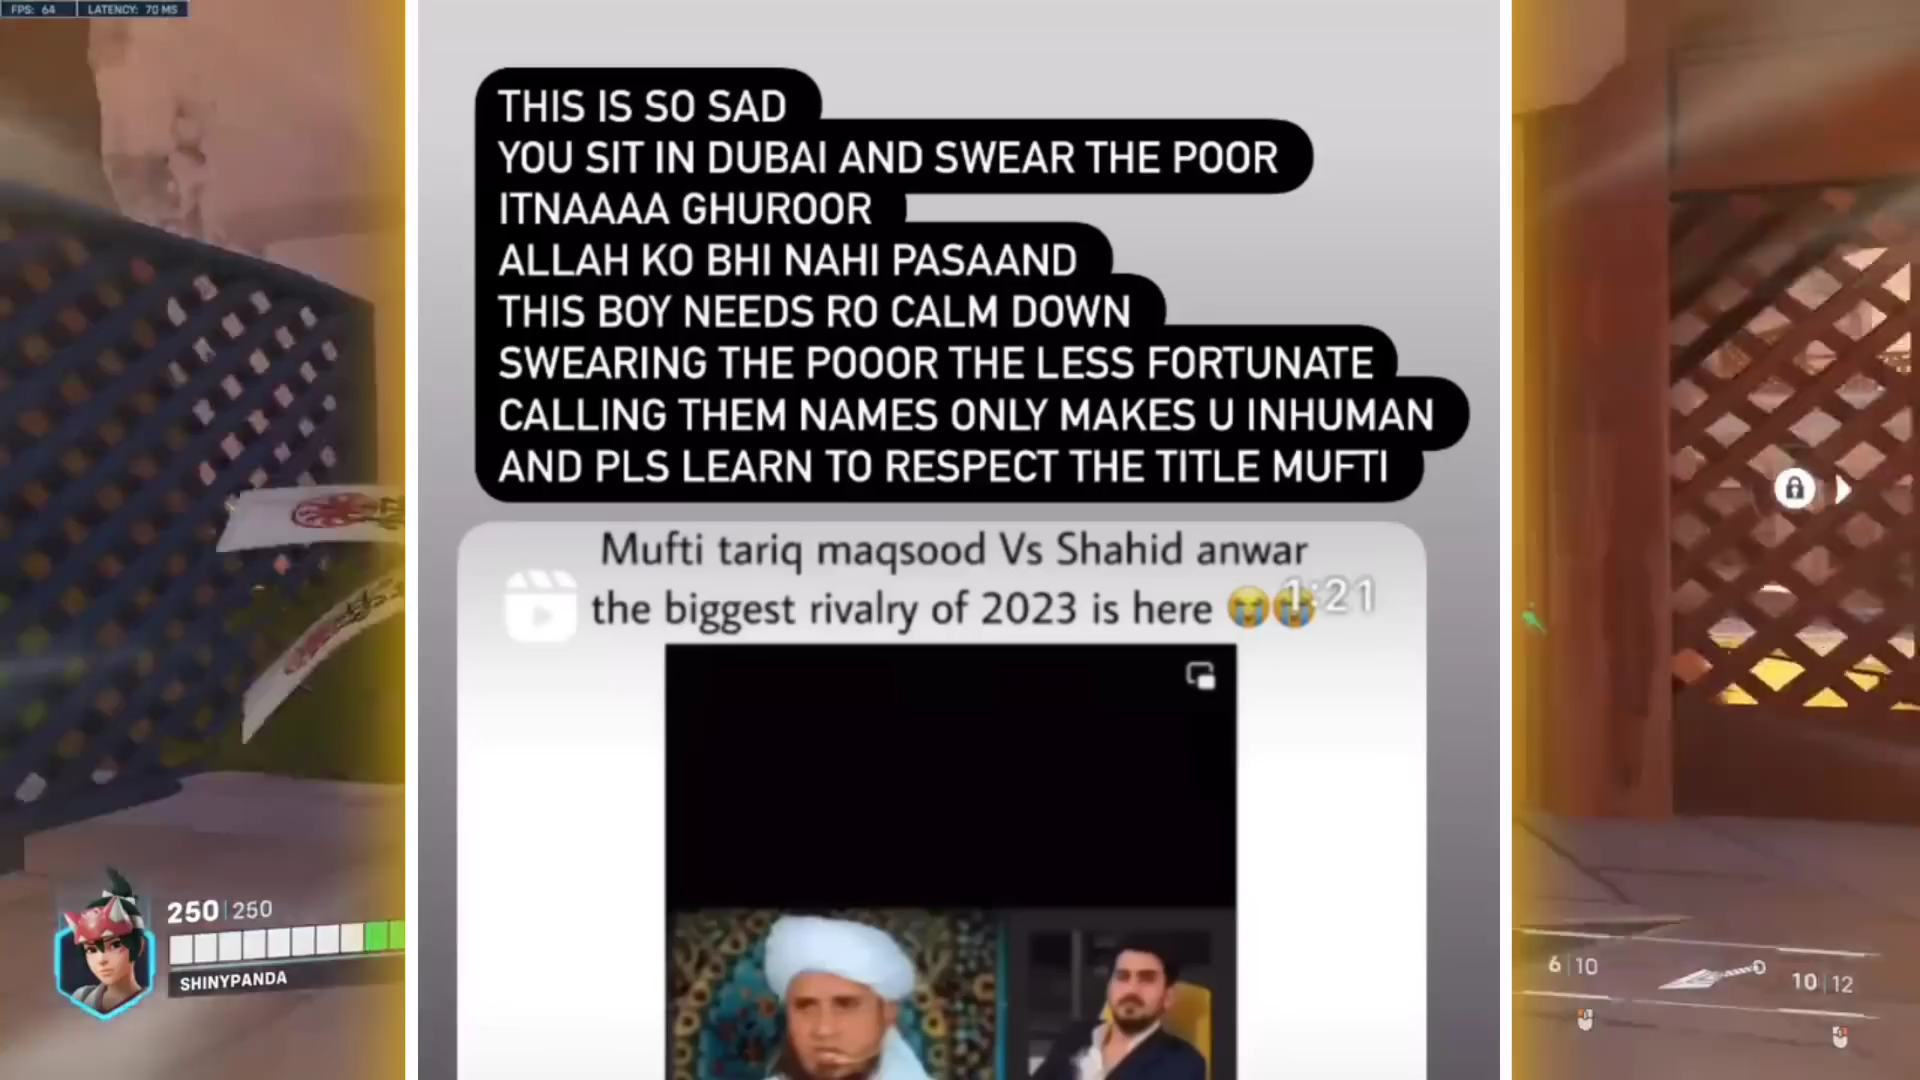 FPS: 64 LATENCY: 70 MS
THIS IS SO SAD
YOU SIT IN DUBAI AND SWEAR THE POOR
ITNAAAA GHUROOR
ALLAH KO BHI NAHI PASAAND
THIS BOY NEEDS RO CALM DOWN
SWEARING THE POOOR THE LESS FORTUNATE
CALLING THEM NAMES ONLY MAKES U INHUMAN
AND PLS LEARN TO RESPECT THE TITLE MUFTI
Mufti tariq maqsood Vs Shahid anwar
the biggest rivalry of 2023 is here 😭😭
1:21
250|250
SHINYPANDA
6|10
10|12